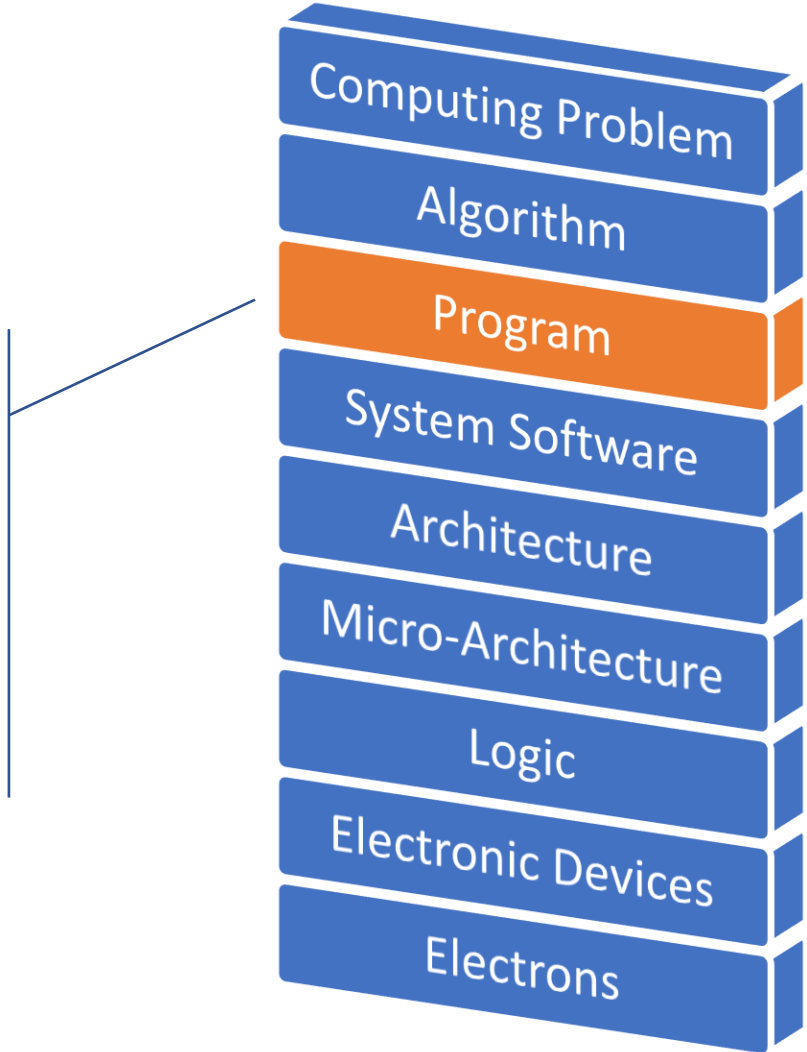 Computing Problem
Algorithm
Program
System Software
Architecture
Micro-Architecture
Logic
Electronic Devices
Electrons